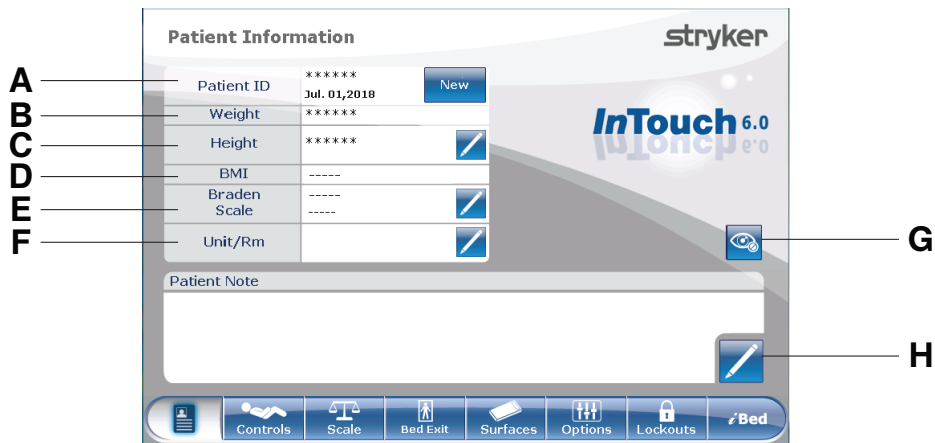 Patient Information
stryker
A
Patient ID
******
Jul. 01,2018
New
B
Weight
******
C
Height
******
D
BMI
-----
E
Braden
Scale
-----
-----
F
Unit/Rm
InTouch 6.0
G
Patient Note
H
Controls
Scale
Bed Exit
Surfaces
Options
Lockouts
iBed